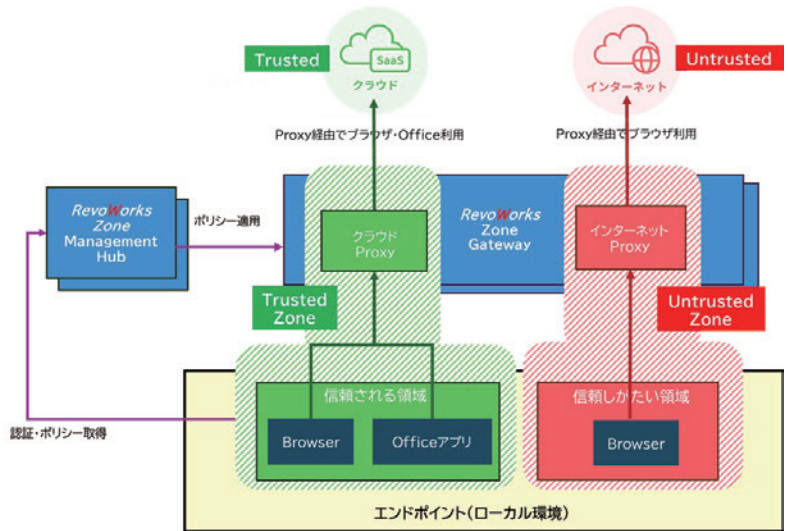 Trusted
SaaS
クラウド
インターネット
Untrusted
Proxy経由でブラウザ・Office利用
Proxy経由でブラウザ利用
RevoWorks
Zone
Management
Hub
ポリシー適用
クラウド
Proxy
RevoWorks
Zone
Gateway
インターネット
Proxy
Trusted
Zone
Untrusted
Zone
信頼される領域
信頼しがたい領域
Browser
Officeアプリ
Browser
認証・ポリシー取得
エンドポイント(ローカル環境)